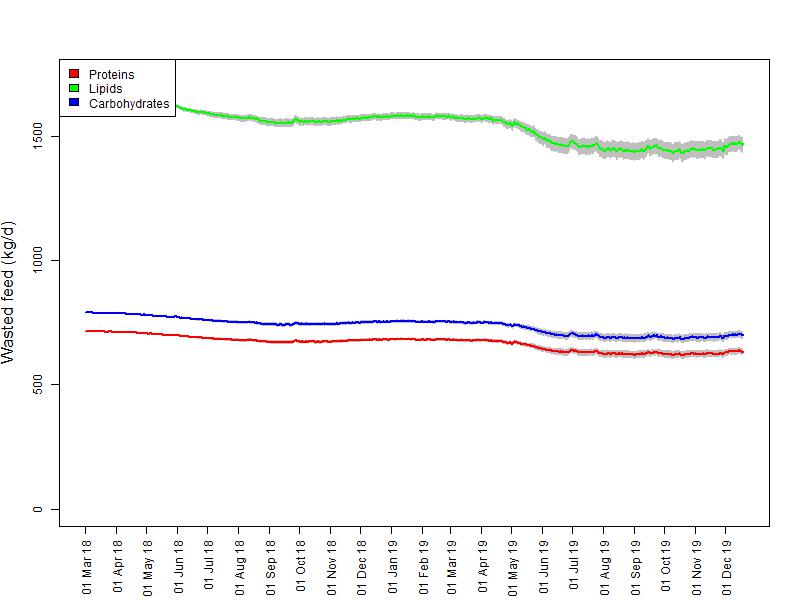 Proteins
Lipids
Carbohydrates
Wasted feed (kg/d)
1500
1000
500
0
01 Mar 18
01 Apr 18
01 May 18
01 Jun 18
01 Jul 18
01 Aug 18
01 Sep 18
01 Oct 18
01 Nov 18
01 Dec 18
01 Jan 19
01 Feb 19
01 Mar 19
01 Apr 19
01 May 19
01 Jun 19
01 Jul 19
01 Aug 19
01 Sep 19
01 Oct 19
01 Nov 19
01 Dec 19